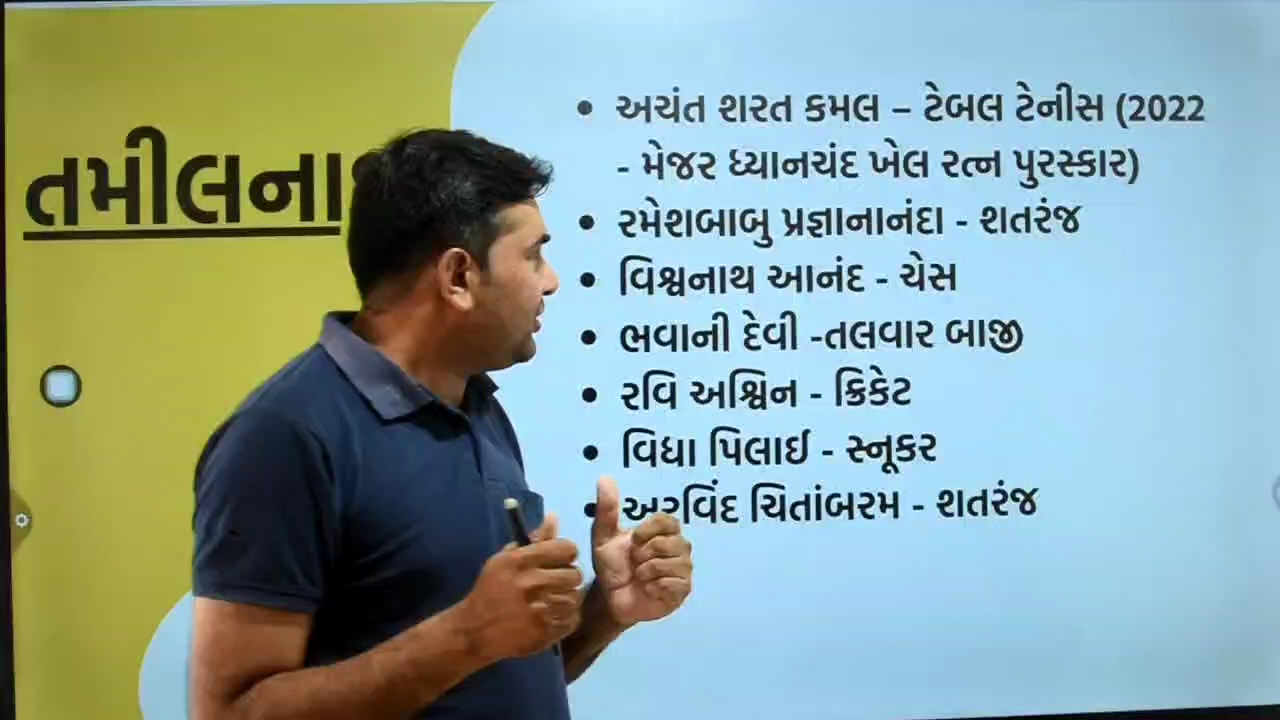 તમીલના
• અચંત શરત કમલ – ટેબલ ટેનીસ (2022
- મેજર ધ્યાનચંદ ખેલ રત્ન પુરસ્કાર)
• રમેશબાબુ પ્રજ્ઞાનાનંદા - શતરંજ
• વિશ્વનાથ આનંદ - ચેસ
• ભવાની દેવી -તલવાર બાજી
• રવિ અશ્વિન - ક્રિકેટ
• વિદ્યા પિલાઈ - સ્નૂકર
• અરવિંદ ચિતાંબરમ - શતરંજ